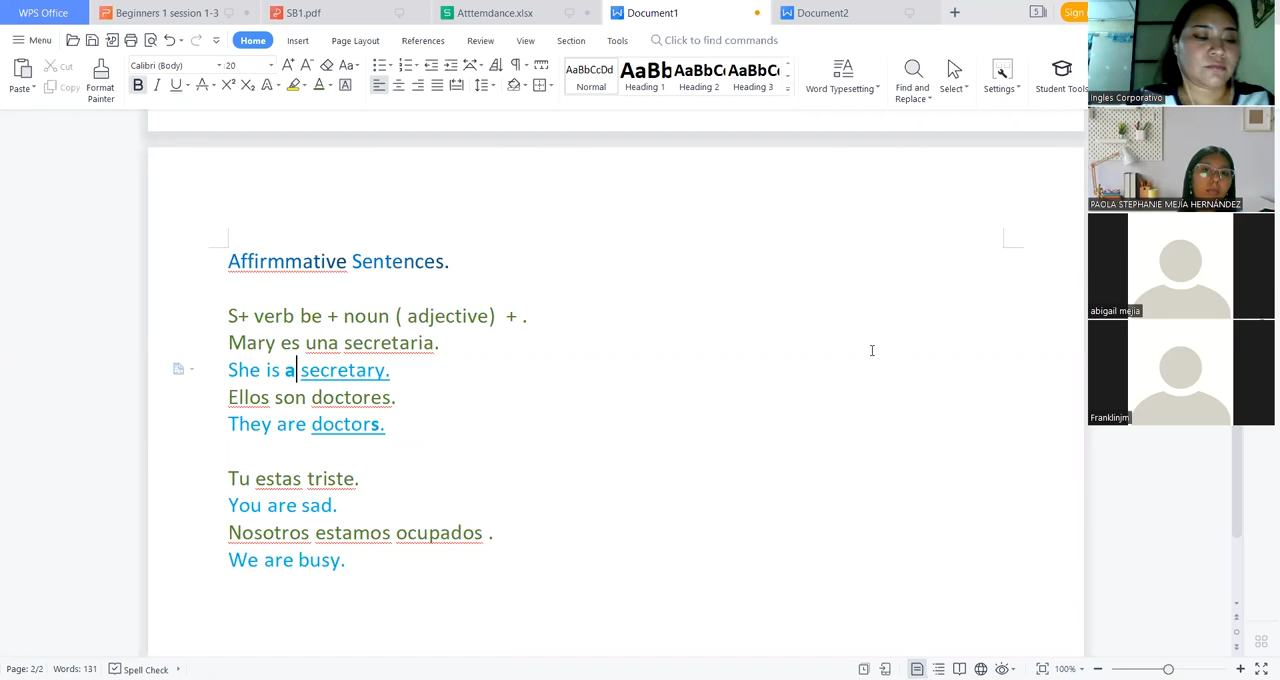 WPS Office
Beginners 1 session 1-3
SB1.pdf
Atttemdance.xlsx
Document1
Document2
Sign
Menu
Home
Insert
Page Layout
References
Review
View
Section
Tools
Click to find commands
Paste
Cut
Copy
Format Painter
Calibri (Body)
20
AaBbCcDd
Normal
AaBb
Heading 1
AaBbCc
Heading 2
AaBbCc
Heading 3
Word Typesetting
Find and Replace
Select
Settings
Student Tools
Ingles Corporativo
PAOLA STEPHANIE MEJÍA HERNÁNDEZ
abigail mejia
Franklinjm
Affirmmative Sentences.
S+ verb be + noun ( adjective) + .
Mary es una secretaria.
She is a secretary.
Ellos son doctores.
They are doctors.
Tu estas triste.
You are sad.
Nosotros estamos ocupados .
We are busy.
Page: 2/2
Words: 131
Spell Check
100%